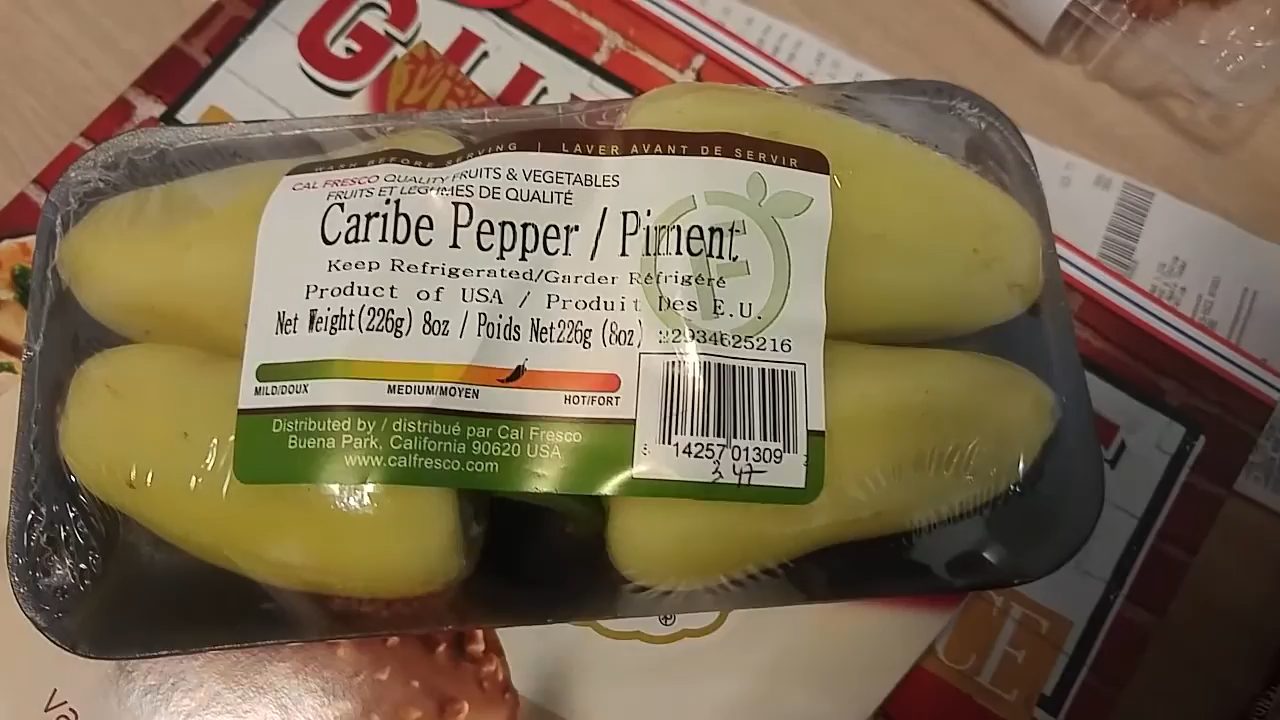 WASH BEFORE SERVING | LAVER AVANT DE SERVIR
CAL FRESCO QUALITY FRUITS & VEGETABLES
FRUITS ET LEGUMES DE QUALITÉ
Caribe Pepper / Piment
Keep Refrigerated/Garder Réfrigéré
Product of USA / Produit Des E.U.
Net Weight(226g) 8oz / Poids Net226g (8oz)
22934625216
MILD/DOUX
MEDIUM/MOYEN
HOT/FORT
14257 01309
Distributed by / distribué par Cal Fresco
Buena Park, California 90620 USA
www.calfresco.com